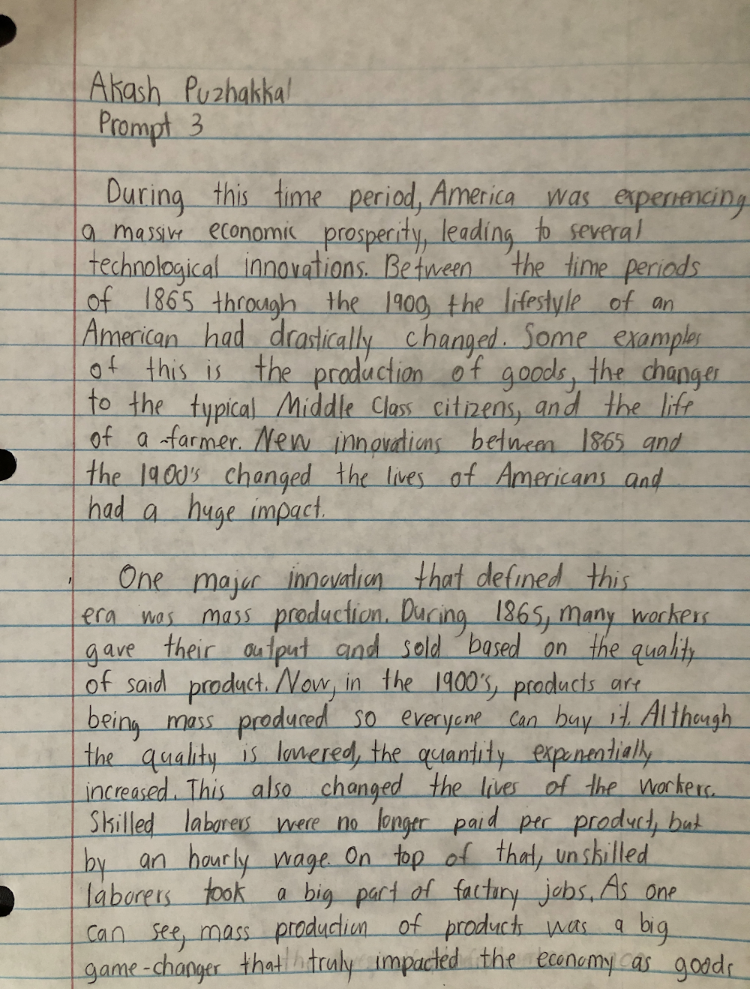 Akash Puzhakkal
Prompt 3
During this time period, America was experiencing
a massive economic prosperity, leading to several
technological innovations. Between the time periods
of 1865 through the 1900, the lifestyle of an
American had drastically changed. Some examples
of this is the production of goods, the changes
to the typical Middle Class citizens, and the life
of a farmer. New innovations between 1865 and
the 1900's changed the lives of Americans and
had a huge impact.
One major innovation that defined this
era was mass production. During 1865, many workers
gave their output and sold based on the quality
of said product. Now, in the 1900's, products are
being mass produced so everyone can buy it. Although
the quality is lowered, the quantity exponentially
increased. This also changed the lives of the workers.
Skilled laborers were no longer paid per product, but
by an hourly wage. On top of that, unskilled
laborers took a big part of factory jobs. As one
can see, mass production of products was a big
game-changer that truly impacted the economy as goods